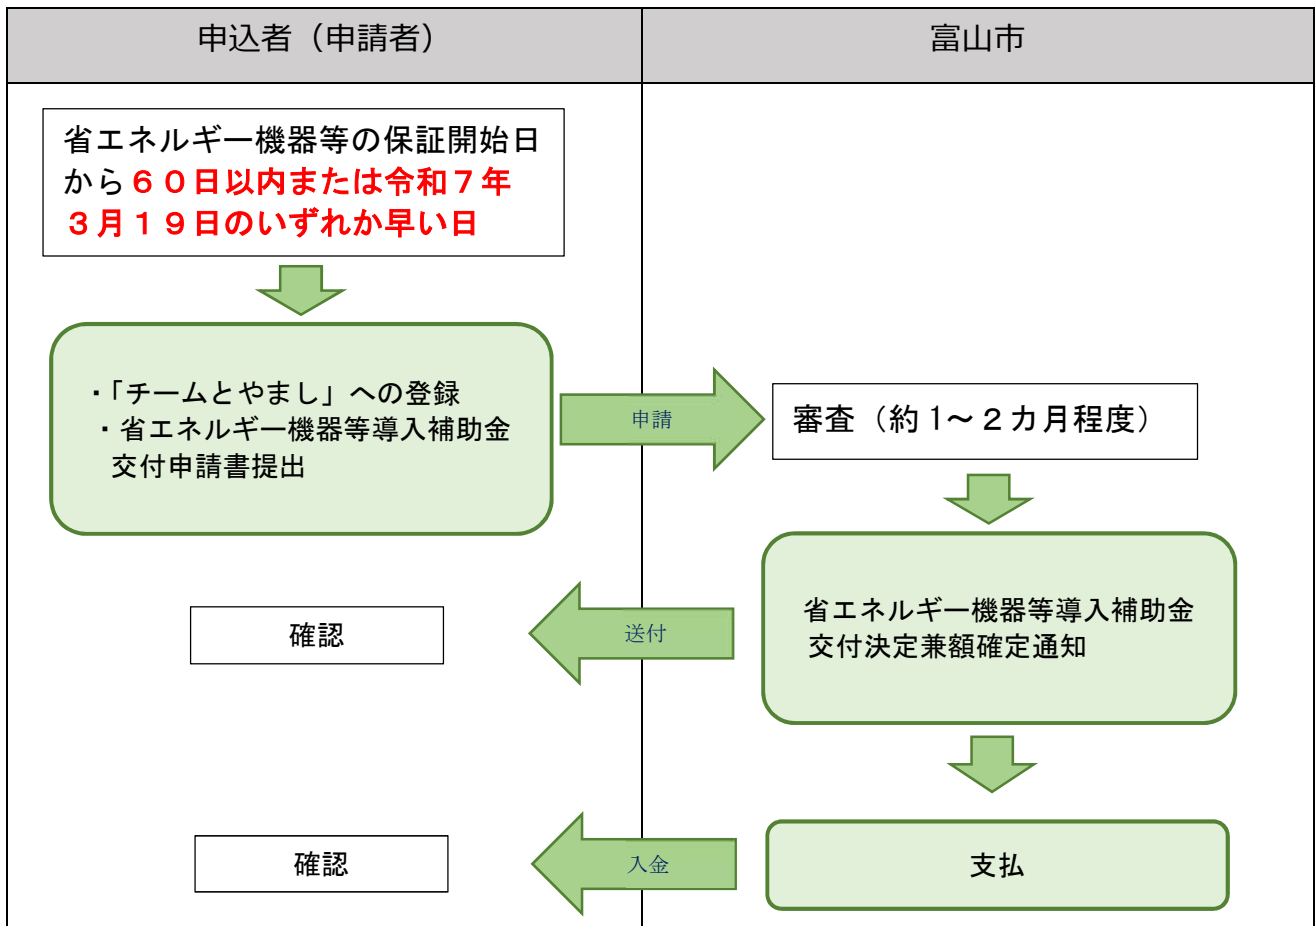 申込者（申請者）
富山市
省エネルギー機器等の保証開始日
から６０日以内または令和７年
３月１９日のいずれか早い日
・「チームとやまし」への登録
・省エネルギー機器等導入補助金
交付申請書提出
申請
審査（約 1～２カ月程度）
省エネルギー機器等導入補助金
交付決定兼額確定通知
送付
確認
支払
入金
確認